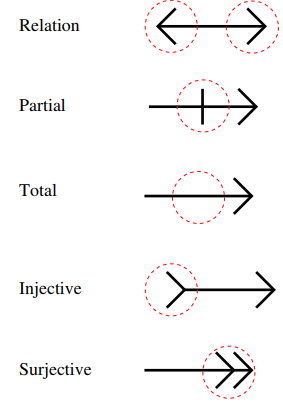 Relation
Partial
Total
Injective
Surjective